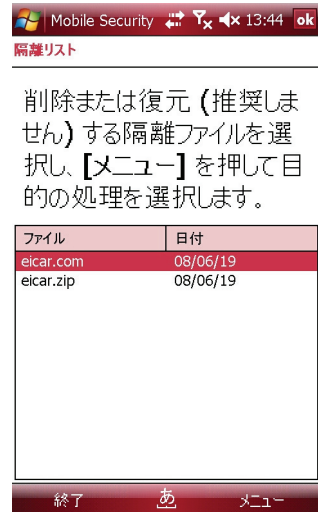 Mobile Security 13:44 ok
隔離リスト
削除または復元 (推奨しま
せん) する隔離ファイルを選
択し、[メニュー] を押して目
的の処理を選択します。
ファイル 日付
eicar.com 08/06/19
eicar.zip 08/06/19
終了 あ メニュー